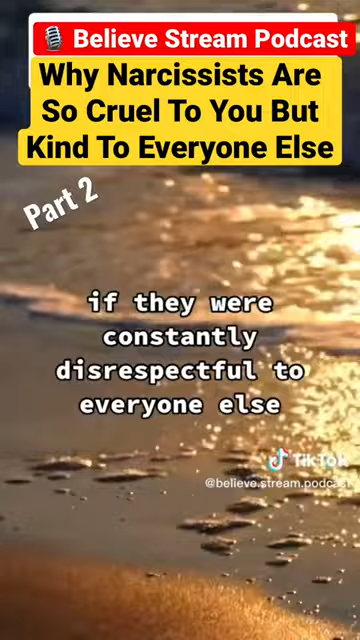 🎙️ Believe Stream Podcast
Why Narcissists Are
So Cruel To You But
Kind To Everyone Else
Part 2
if they were
constantly
disrespectful to
everyone else
TikTok
@believe.stream.podcast